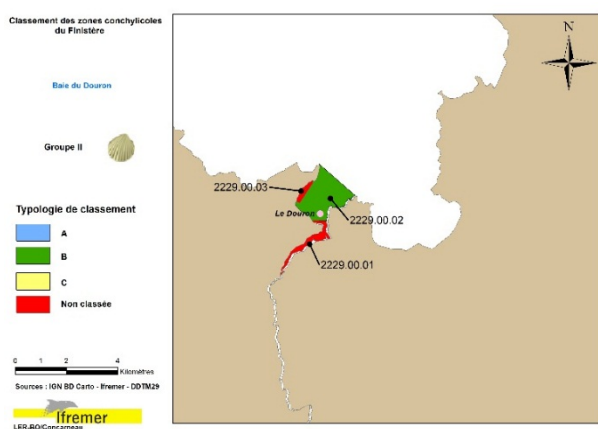 Classement des zones conchylicoles
du Finistère
Baie du Douron
Groupe II
Typologie de classement
A
B
C
Non classée
0 1 2 4
Kilomètres
Sources : IGN BD Carto - Ifremer - DDTM29
Ifremer
LER-BO/Concarneau
N
2229.00.03
Le Douron
2229.00.02
2229.00.01